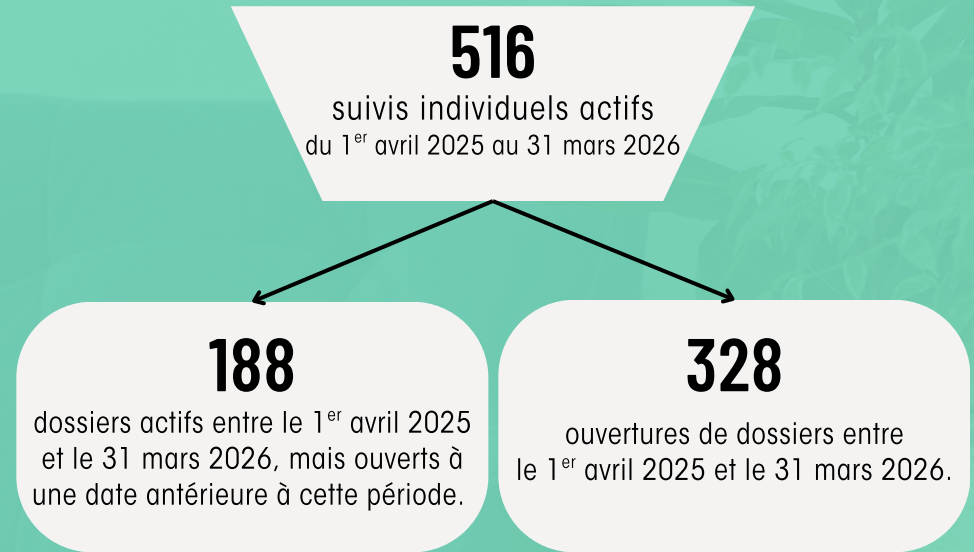 516
suivis individuels actifs
du 1er avril 2025 au 31 mars 2026
188
dossiers actifs entre le 1er avril 2025
et le 31 mars 2026, mais ouverts à
une date antérieure à cette période.
328
ouvertures de dossiers entre
le 1er avril 2025 et le 31 mars 2026.